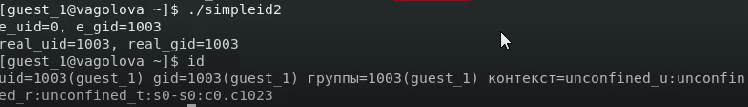 [guest_1@vagolova ~]$ ./simpleid2
e_uid=0, e_gid=1003
real_uid=1003, real_gid=1003
[guest_1@vagolova ~]$ id
uid=1003(guest_1) gid=1003(guest_1) группы=1003(guest_1) контекст=unconfined_u:unconfin
ed_r:unconfined_t:s0-s0:c0.c1023